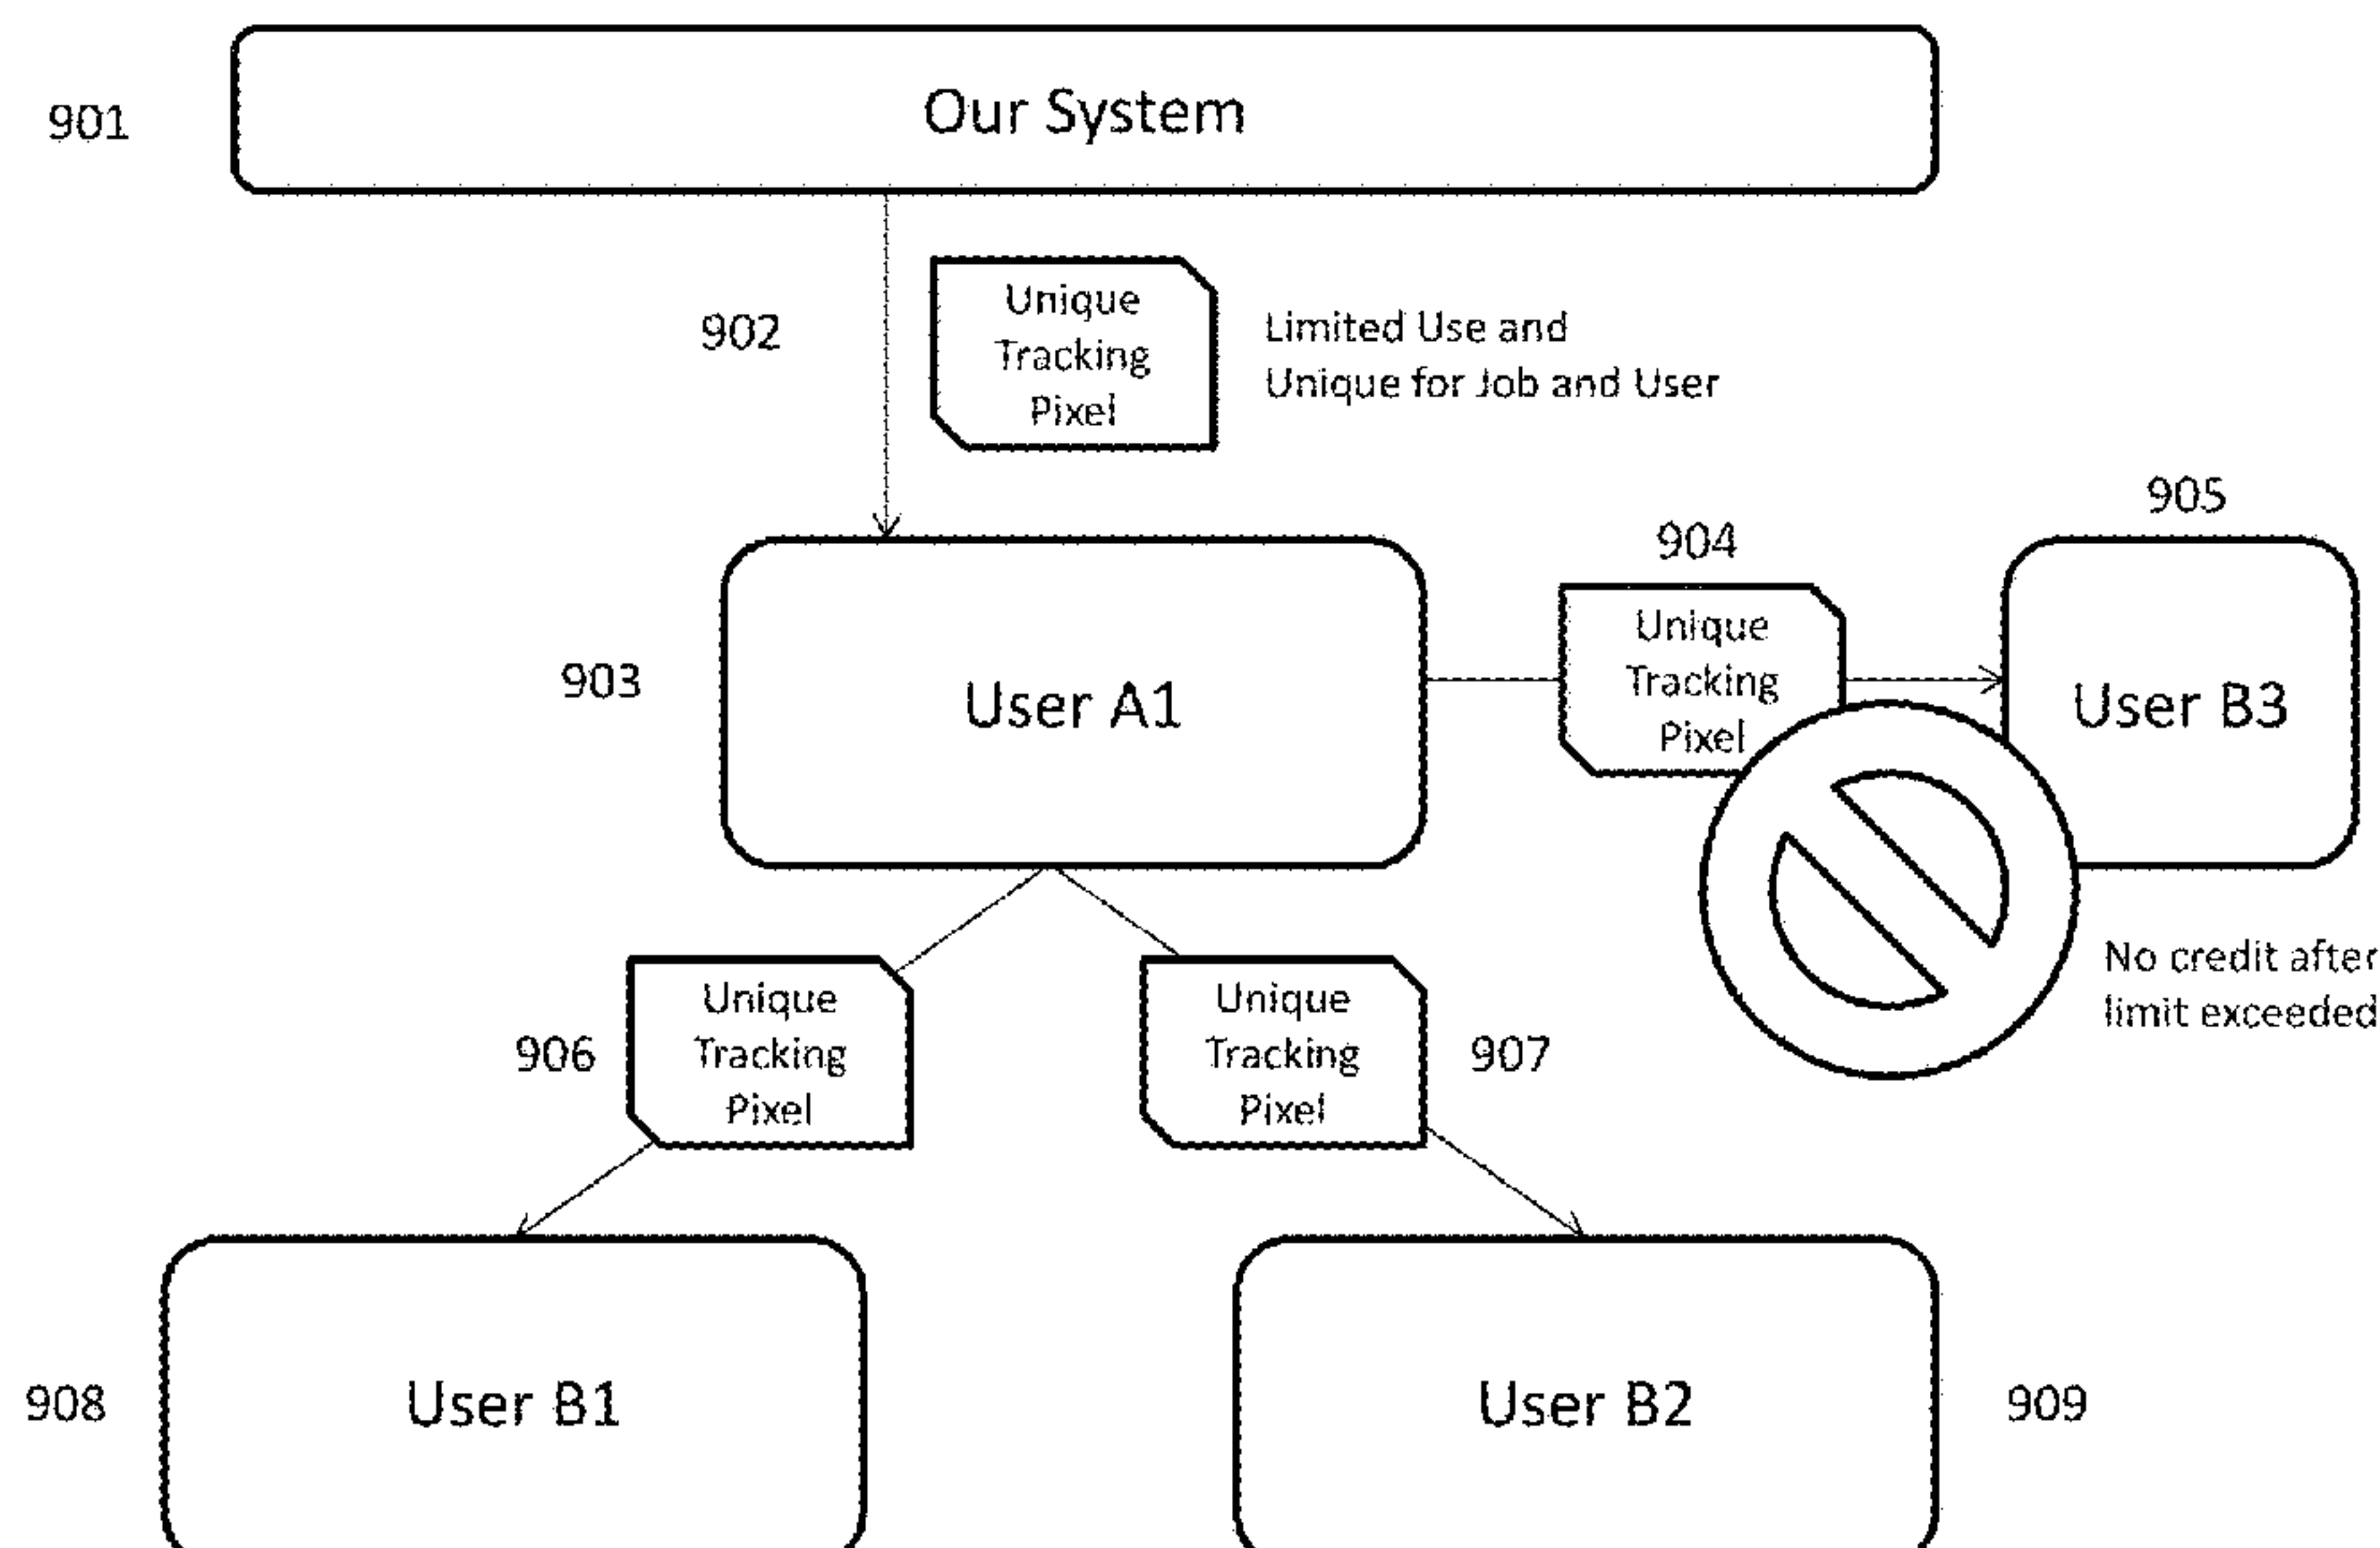 901
Our System
902
Unique
Tracking
Pixel
Limited Use and
Unique for Job and User
903
User A1
904
Unique
Tracking
Pixel
905
User B3
No credit after
limit exceeded
906
Unique
Tracking
Pixel
Unique
Tracking
Pixel
907
908
User B1
User B2
909